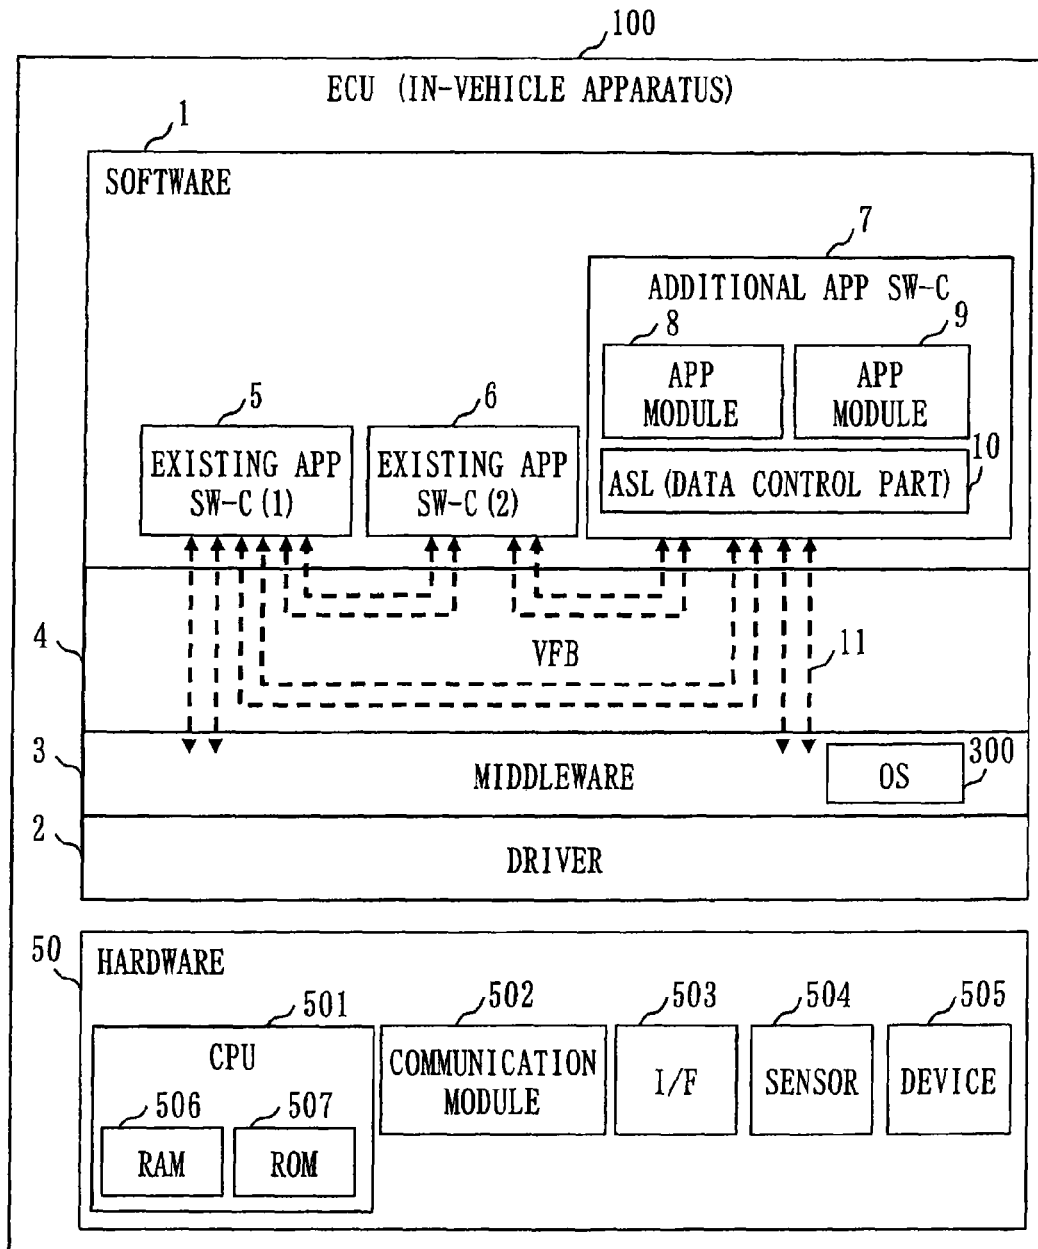 100
ECU (IN-VEHICLE APPARATUS)
1
SOFTWARE
7
ADDITIONAL APP SW-C
8
9
APP
MODULE
APP
MODULE
5
6
10
EXISTING APP
SW-C(1)
EXISTING APP
SW-C(2)
ASL(DATA CONTROL PART)
4
VFB
11
3
MIDDLEWARE
OS
300
2
DRIVER
50
HARDWARE
501
502
503
504
505
CPU
COMMUNICATION
MODULE
I/F
SENSOR
DEVICE
506
507
RAM
ROM